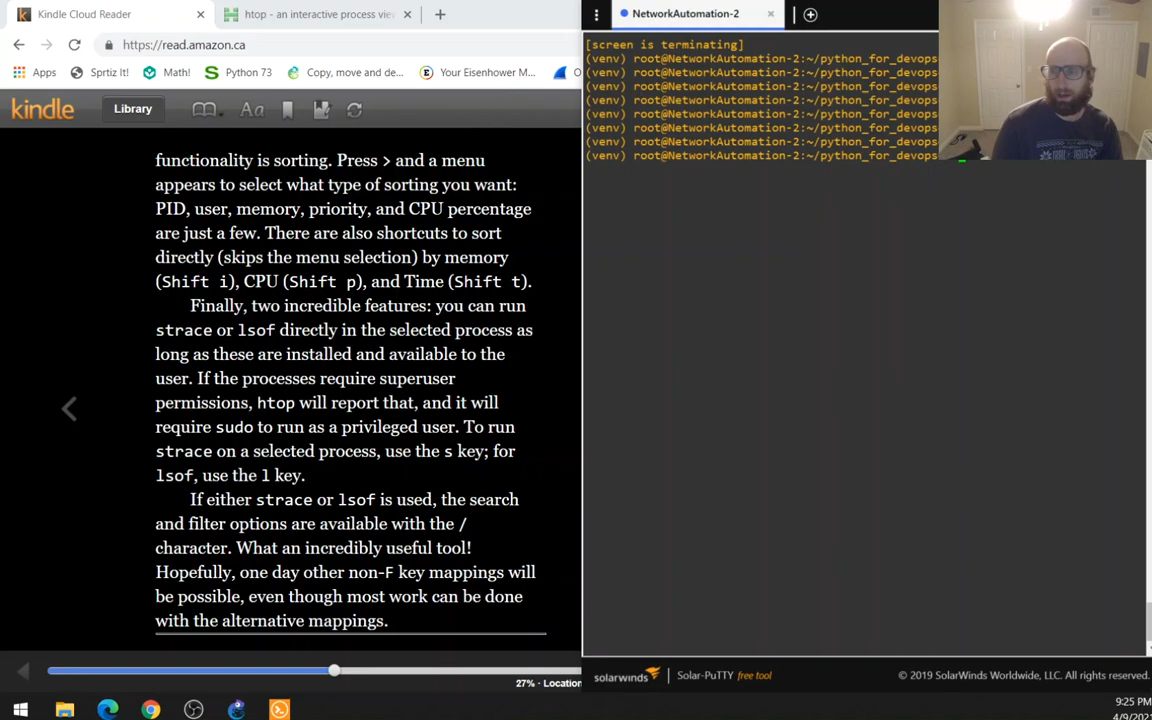 Kindle Cloud Reader
htop - an interactive process vie
NetworkAutomation-2
https://read.amazon.ca
Apps
Sprtiz It!
Math!
Python 73
Copy, move and de...
Your Eisenhower M...
kindle
Library
Aa
functionality is sorting. Press > and a menu
appears to select what type of sorting you want:
PID, user, memory, priority, and CPU percentage
are just a few. There are also shortcuts to sort
directly (skips the menu selection) by memory
(Shift i), CPU (Shift p), and Time (Shift t).
Finally, two incredible features: you can run
strace or lsof directly in the selected process as
long as these are installed and available to the
user. If the processes require superuser
permissions, htop will report that, and it will
require sudo to run as a privileged user. To run
strace on a selected process, use the s key; for
lsof, use the l key.
If either strace or lsof is used, the search
and filter options are available with the /
character. What an incredibly useful tool!
Hopefully, one day other non-F key mappings will
be possible, even though most work can be done
with the alternative mappings.
27% · Location
[screen is terminating]
(venv) root@NetworkAutomation-2:~/python_for_devops
(venv) root@NetworkAutomation-2:~/python_for_devops
(venv) root@NetworkAutomation-2:~/python_for_devops
(venv) root@NetworkAutomation-2:~/python_for_devops
(venv) root@NetworkAutomation-2:~/python_for_devops
(venv) root@NetworkAutomation-2:~/python_for_devops
(venv) root@NetworkAutomation-2:~/python_for_devops
(venv) root@NetworkAutomation-2:~/python_for_devops
solarwinds
Solar-PuTTY free tool
© 2019 SolarWinds Worldwide, LLC. All rights reserved.
9:25 PM